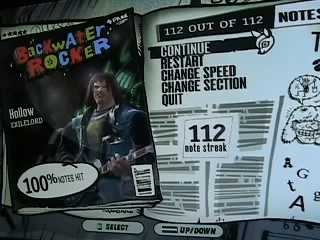 BACKWATER
ROCKER
Hollow
EXILELORD
100% NOTES HIT
112 OUT OF 112
NOTES
CONTINUE
RESTART
CHANGE SPEED
CHANGE SECTION
QUIT
112
note streak
SELECT
UP/DOWN